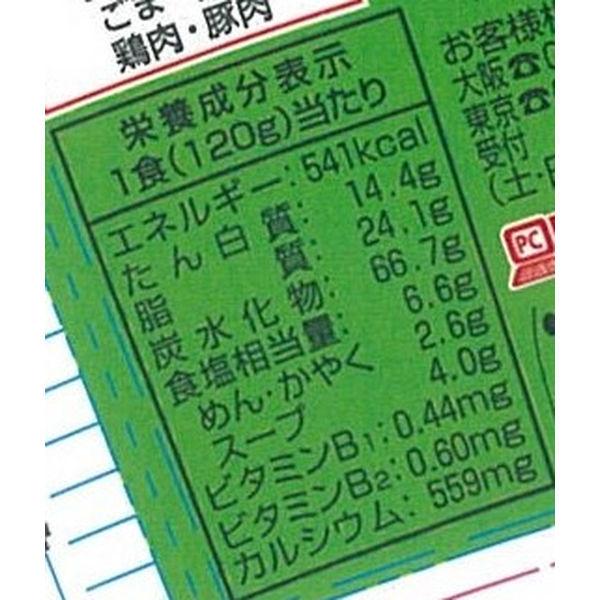 ごま
鶏肉・豚肉
栄養成分表示
1食(120g)当たり
エネルギー: 541kcal
たん白質: 14.4g
脂質: 24.1g
炭水化物: 66.7g
食塩相当量: 6.6g
めん・かやく 2.6g
スープ 4.0g
ビタミンB1: 0.44mg
ビタミンB2: 0.60mg
カルシウム: 559mg
お客様
大阪☎
東京☎
受付
(土・
PC